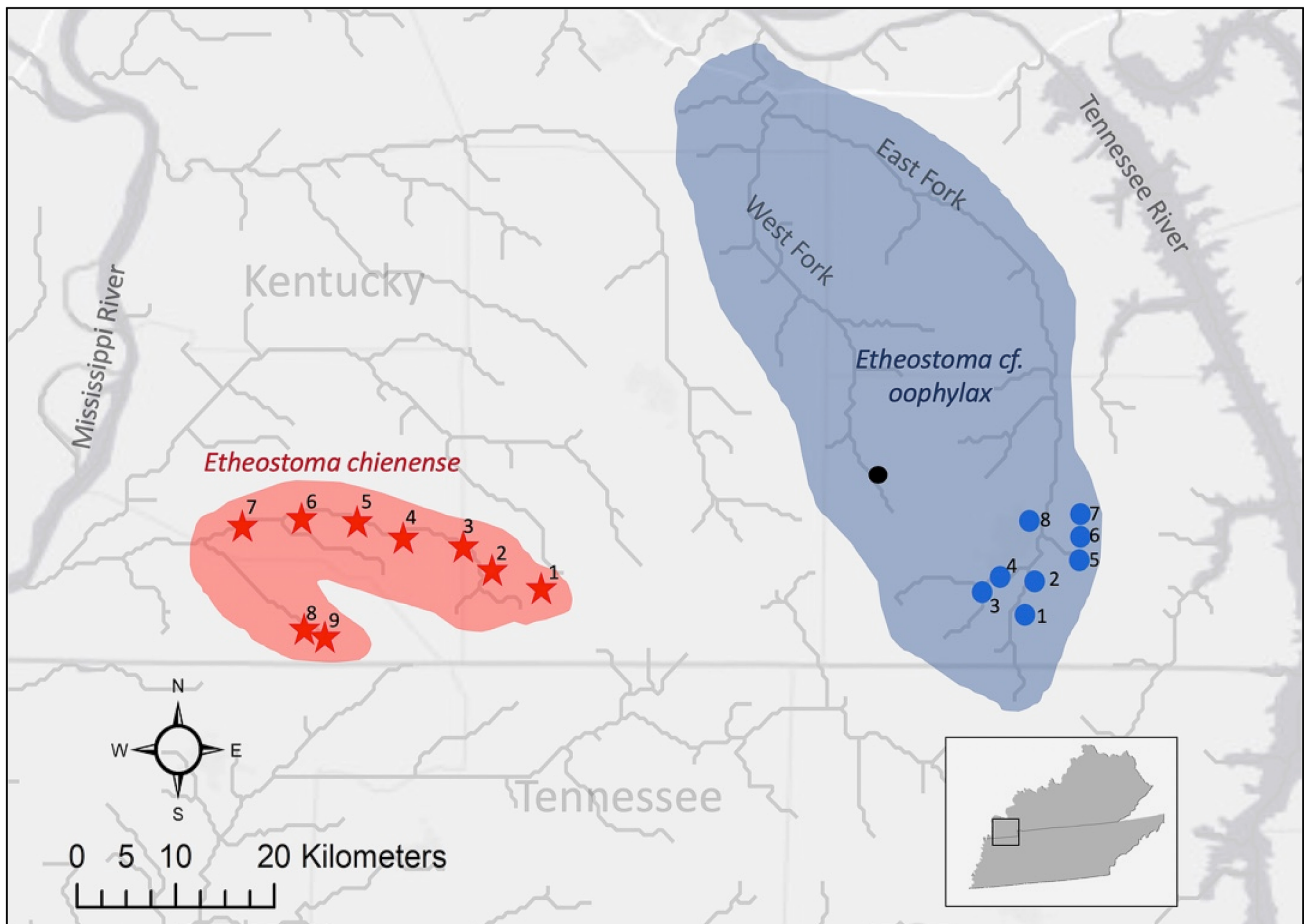 Tennessee River
East Fork
West Fork
Kentucky
Mississippi River
Etheostoma cf.
oophylax
Etheostoma chienense
7
6
5
4
3
2
1
8
9
8
7
6
5
4
2
3
1
N
W
E
S
Tennessee
0 5 10 20 Kilometers